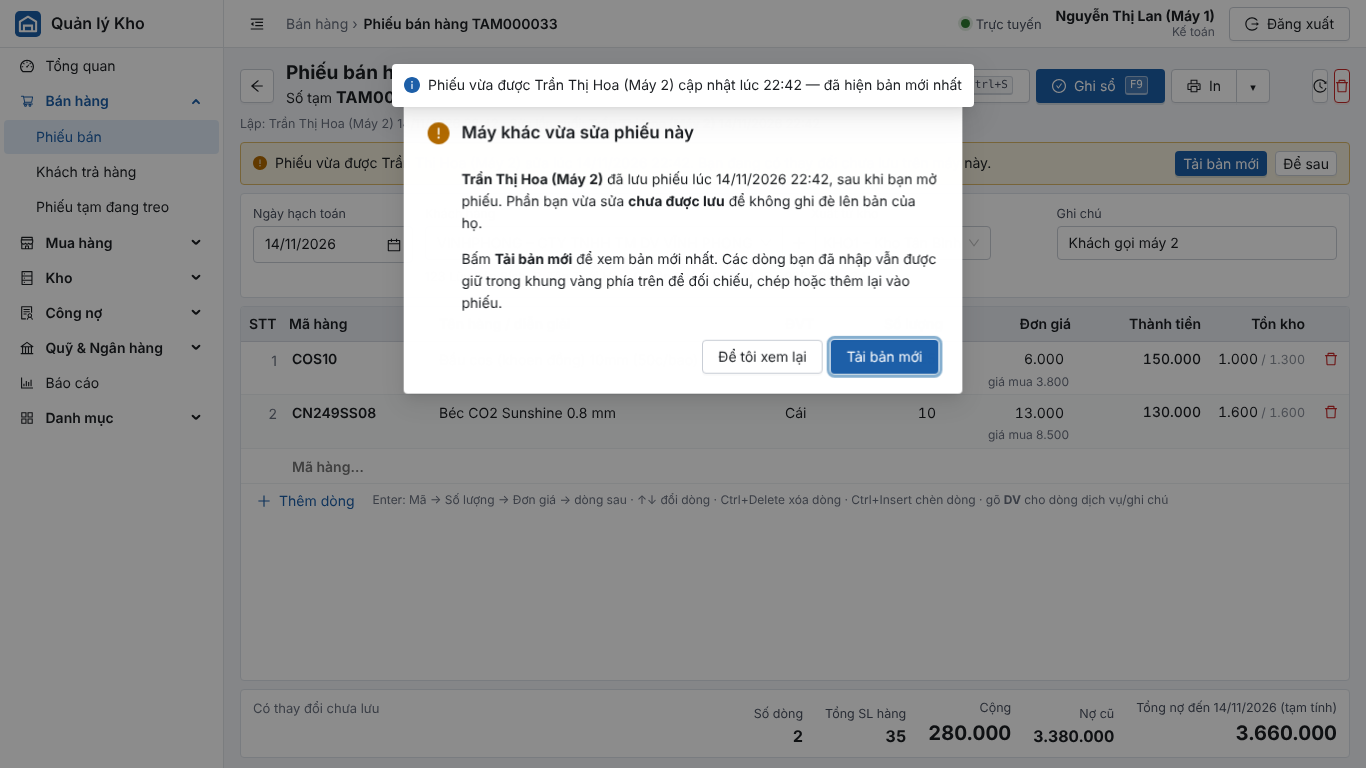 Quản lý Kho
Bán hàng › Phiếu bán hàng TAM000033
Trực tuyến
Nguyễn Thị Lan (Máy 1)
Kế toán
Đăng xuất
Tổng quan
Bán hàng
Phiếu bán
Khách trả hàng
Phiếu tạm đang treo
Mua hàng
Kho
Công nợ
Quỹ & Ngân hàng
Báo cáo
Danh mục
Phiếu bán h
Số tạm TAM00
Phiếu vừa được Trần Thị Hoa (Máy 2) cập nhật lúc 22:42 — đã hiện bản mới nhất
trl+S
Ghi sổ F9
In
Lập: Trần Thị Hoa (Máy 2) 1
Phiếu vừa được Trầ
này.
Tải bản mới
Để sau
Máy khác vừa sửa phiếu này
Trần Thị Hoa (Máy 2) đã lưu phiếu lúc 14/11/2026 22:42, sau khi bạn mở
phiếu. Phần bạn vừa sửa chưa được lưu để không ghi đè lên bản của
họ.
Bấm Tải bản mới để xem bản mới nhất. Các dòng bạn đã nhập vẫn được
giữ trong khung vàng phía trên để đối chiếu, chép hoặc thêm lại vào
phiếu.
Để tôi xem lại
Tải bản mới
Ngày hạch toán
14/11/2026
Ghi chú
Khách gọi máy 2
STT Mã hàng Đơn giá Thành tiền Tồn kho
1 COS10 6.000 150.000 1.000 / 1.300
giá mua 3.800
2 CN249SS08 Béc CO2 Sunshine 0.8 mm Cái 10 13.000 130.000 1.600 / 1.600
giá mua 8.500
Mã hàng...
Thêm dòng
Enter: Mã → Số lượng → Đơn giá → dòng sau · ↑↓ đổi dòng · Ctrl+Delete xóa dòng · Ctrl+Insert chèn dòng · gõ DV cho dòng dịch vụ/ghi chú
Có thay đổi chưa lưu
Số dòng
2
Tổng SL hàng
35
Cộng
280.000
Nợ cũ
3.380.000
Tổng nợ đến 14/11/2026 (tạm tính)
3.660.000